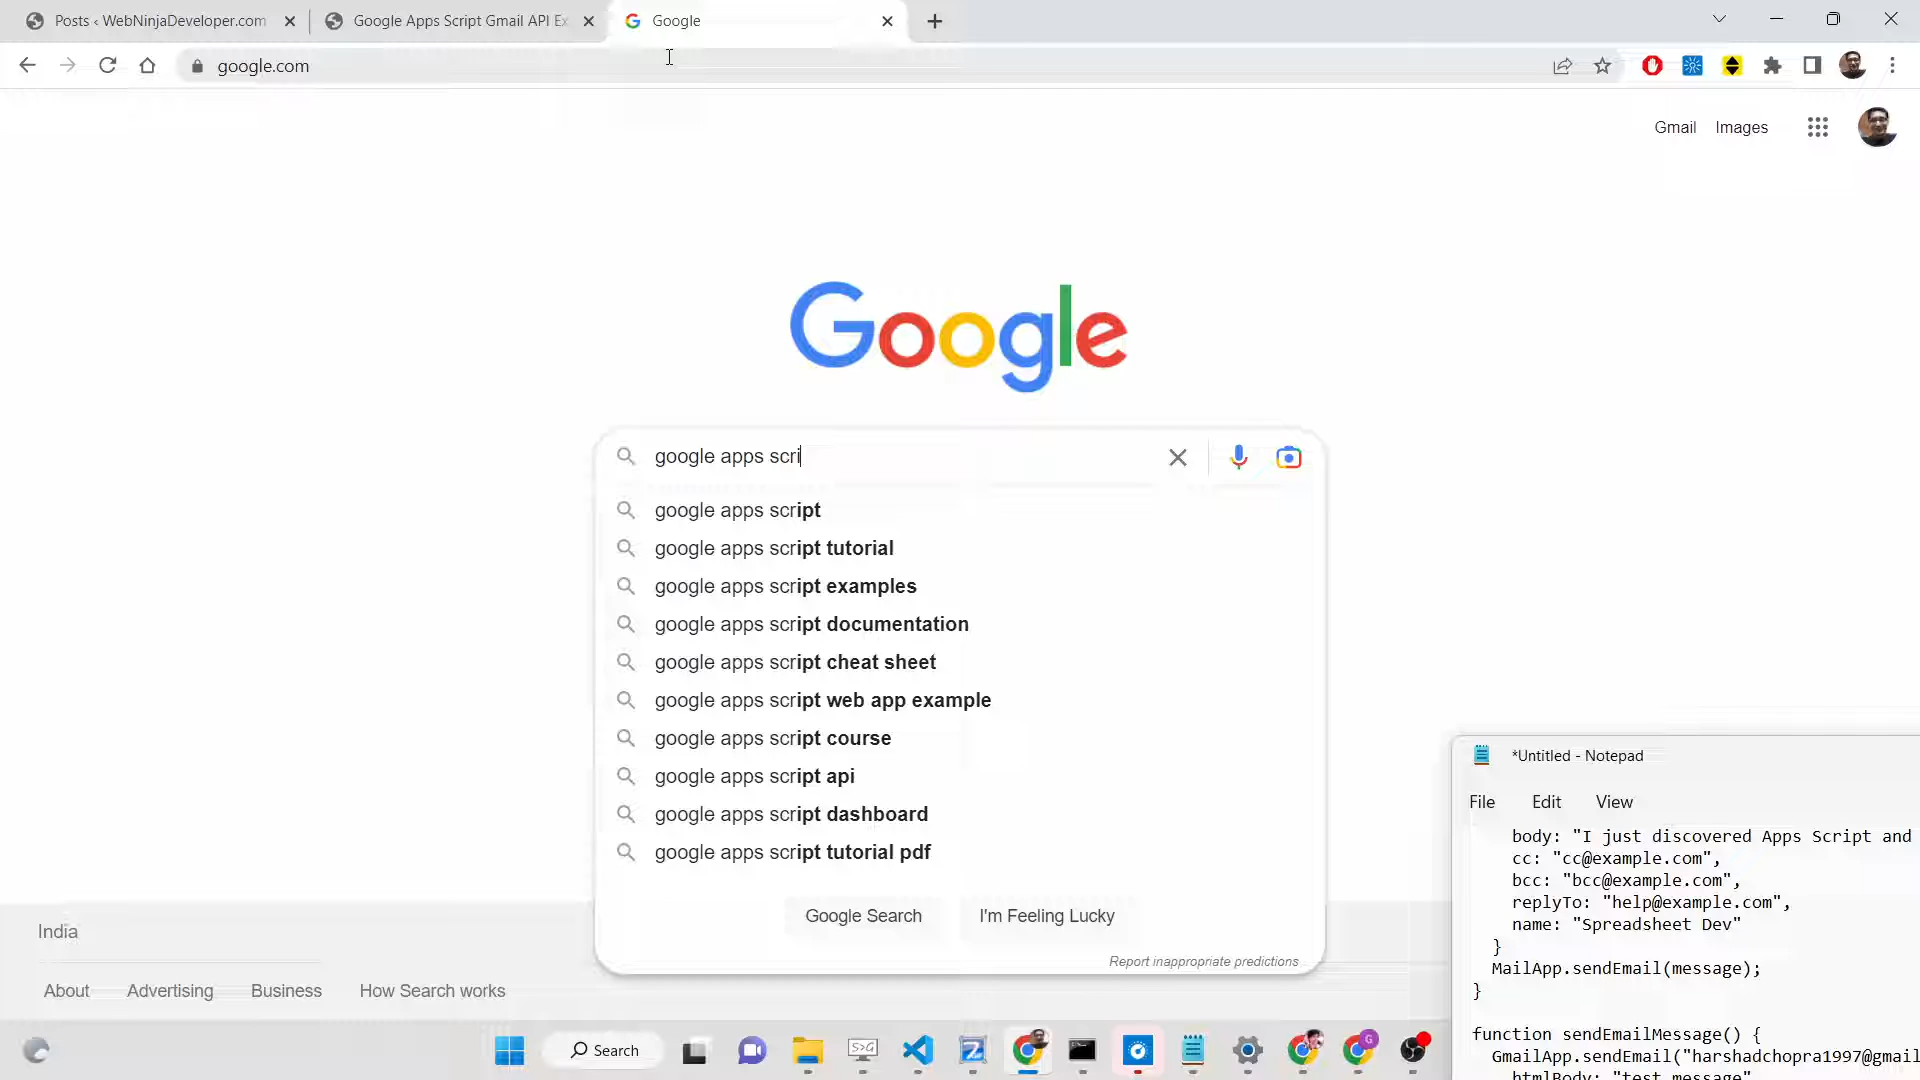 Posts ‹ WebNinjaDeveloper.com
Google Apps Script Gmail API Ex
Google
google.com
Gmail
Images
Google
google apps scri
google apps script
google apps script tutorial
google apps script examples
google apps script documentation
google apps script cheat sheet
google apps script web app example
google apps script course
google apps script api
google apps script dashboard
google apps script tutorial pdf
Google Search
I'm Feeling Lucky
Report inappropriate predictions
India
About
Advertising
Business
How Search works
*Untitled - Notepad
File
Edit
View
body: "I just discovered Apps Script and
cc: "cc@example.com",
bcc: "bcc@example.com",
replyTo: "help@example.com",
name: "Spreadsheet Dev"
}
MailApp.sendEmail(message);
}
function sendEmailMessage() {
GmailApp.sendEmail("harshadchopra1997@gmail
htmlBody: "test message"
Search